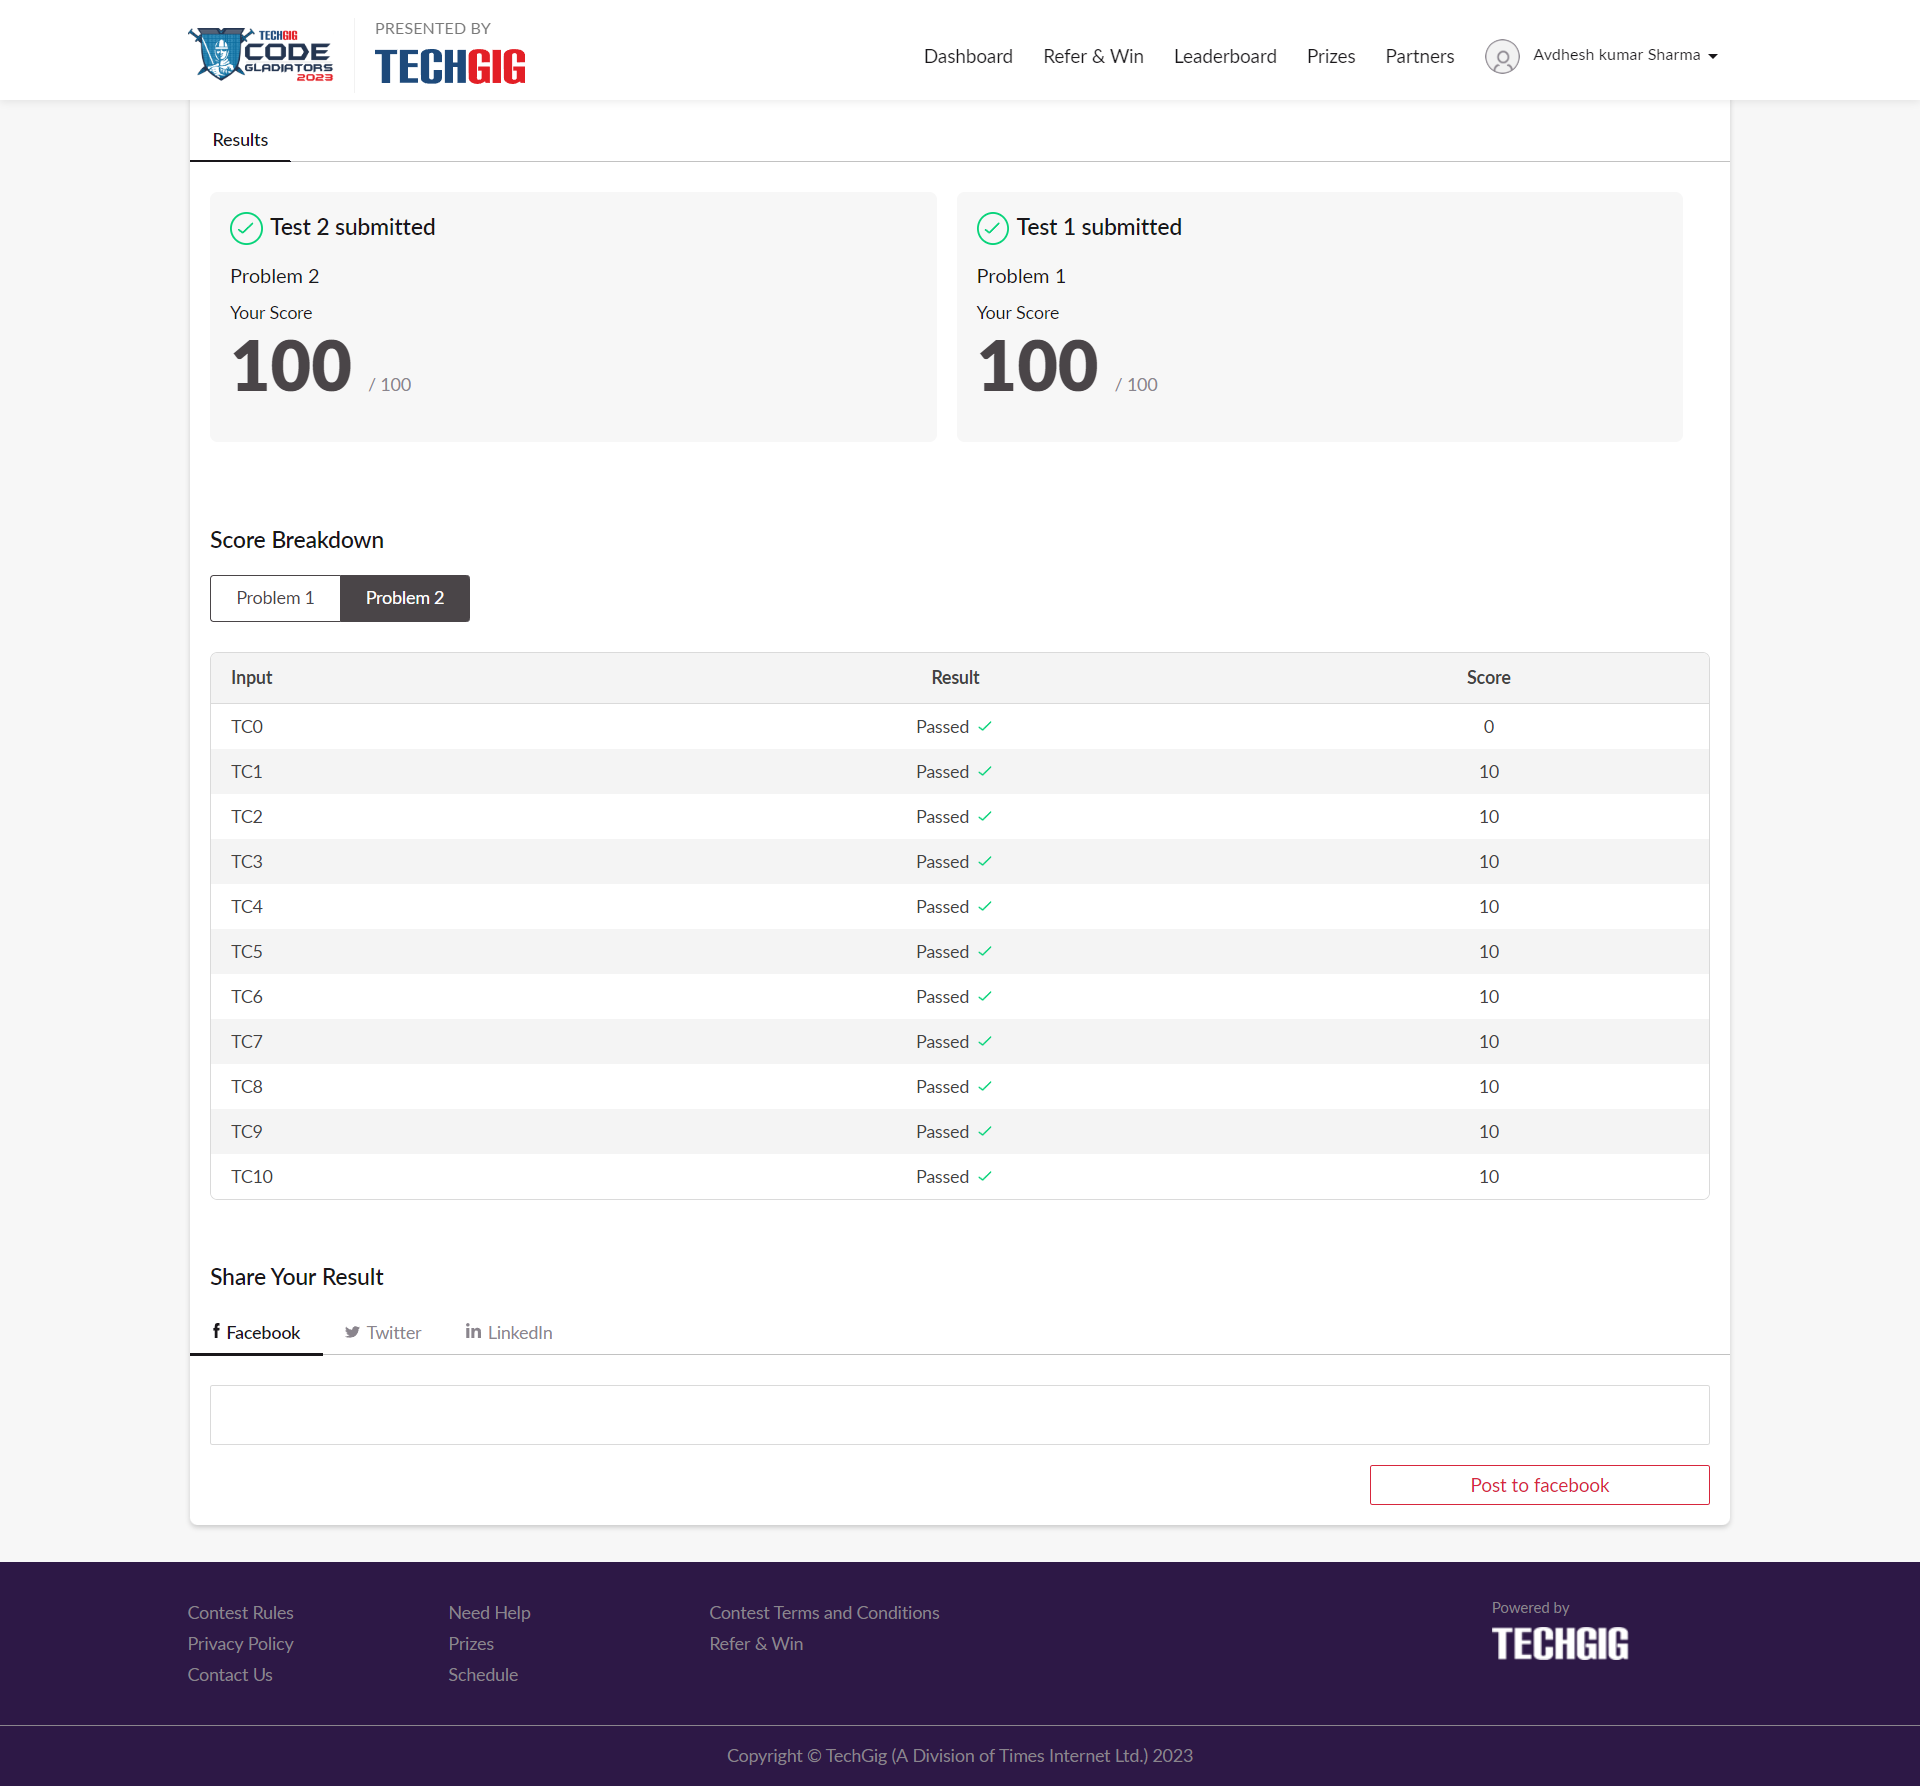 TECHGIG
CODE
GLADIATORS
2023
PRESENTED BY
TECHGIG
Dashboard Refer & Win Leaderboard Prizes Partners Avdhesh kumar Sharma
Results
Test 2 submitted
Problem 2
Your Score
100 / 100
Test 1 submitted
Problem 1
Your Score
100 / 100
Score Breakdown
Problem 1 Problem 2
Input Result Score
TC0 Passed 0
TC1 Passed 10
TC2 Passed 10
TC3 Passed 10
TC4 Passed 10
TC5 Passed 10
TC6 Passed 10
TC7 Passed 10
TC8 Passed 10
TC9 Passed 10
TC10 Passed 10
Share Your Result
Facebook Twitter LinkedIn
Post to facebook
Contest Rules
Privacy Policy
Contact Us
Need Help
Prizes
Schedule
Contest Terms and Conditions
Refer & Win
Powered by
TECHGIG
Copyright © TechGig (A Division of Times Internet Ltd.) 2023